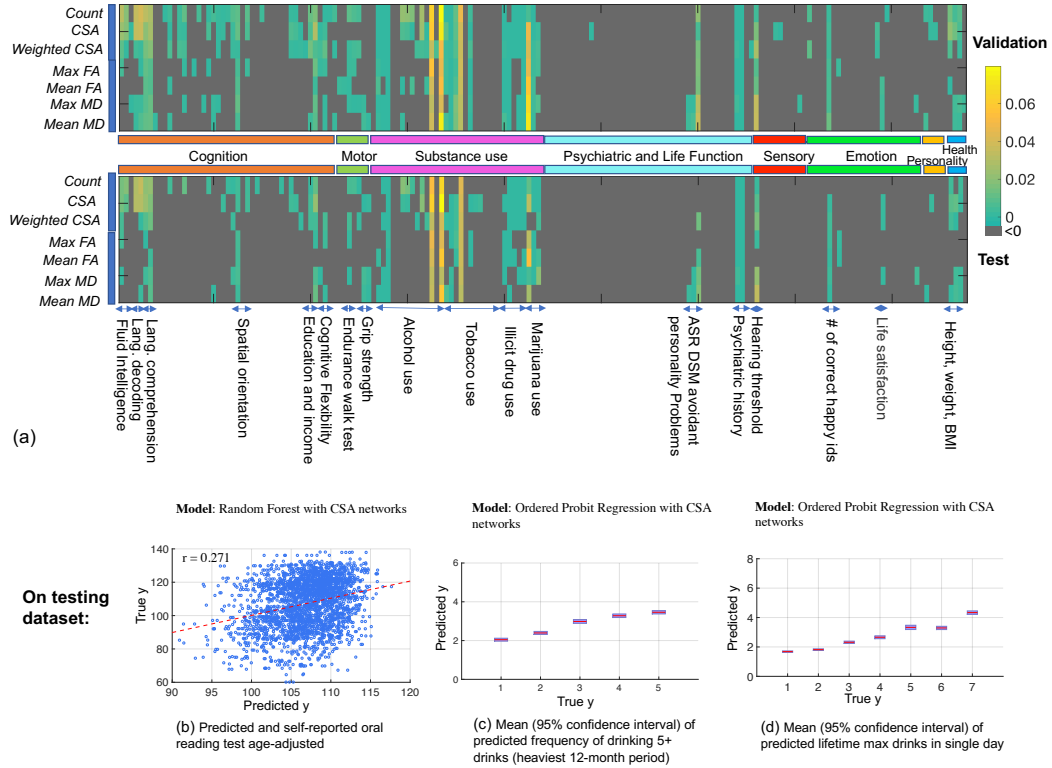 Count
CSA
Weighted CSA
Max FA
Mean FA
Max MD
Mean MD
Validation
0.06
0.04
0.02
0
<0
Test
Cognition
Motor
Substance use
Psychiatric and Life Function
Sensory
Emotion
Personality
Health
Count
CSA
Weighted CSA
Max FA
Mean FA
Max MD
Mean MD
Fluid Intelligence
Lang. decoding
Lang. comprehension
Spatial orientation
Education and income
Cognitive Flexibility
Endurance walk test
Grip strength
Alcohol use
Tobacco use
Illicit drug use
Marijuana use
ASR DSM avoidant
personality Problems
Psychiatric history
Hearing threshold
# of correct happy ids
Life satisfaction
Height, weight, BMI
(a)
On testing
dataset:
Model: Random Forest with CSA networks
r = 0.271
True y
140
120
100
80
60
90
100
105
110
115
120
Predicted y
(b) Predicted and self-reported oral
reading test age-adjusted
Model: Ordered Probit Regression with CSA
networks
Predicted y
6
4
2
0
1
2
3
4
5
True y
(c) Mean (95% confidence interval) of
predicted frequency of drinking 5+
drinks (heaviest 12-month period)
Model: Ordered Probit Regression with CSA
networks
Predicted y
8
6
4
2
0
1
2
3
4
5
6
7
True y
(d) Mean (95% confidence interval) of
predicted lifetime max drinks in single day